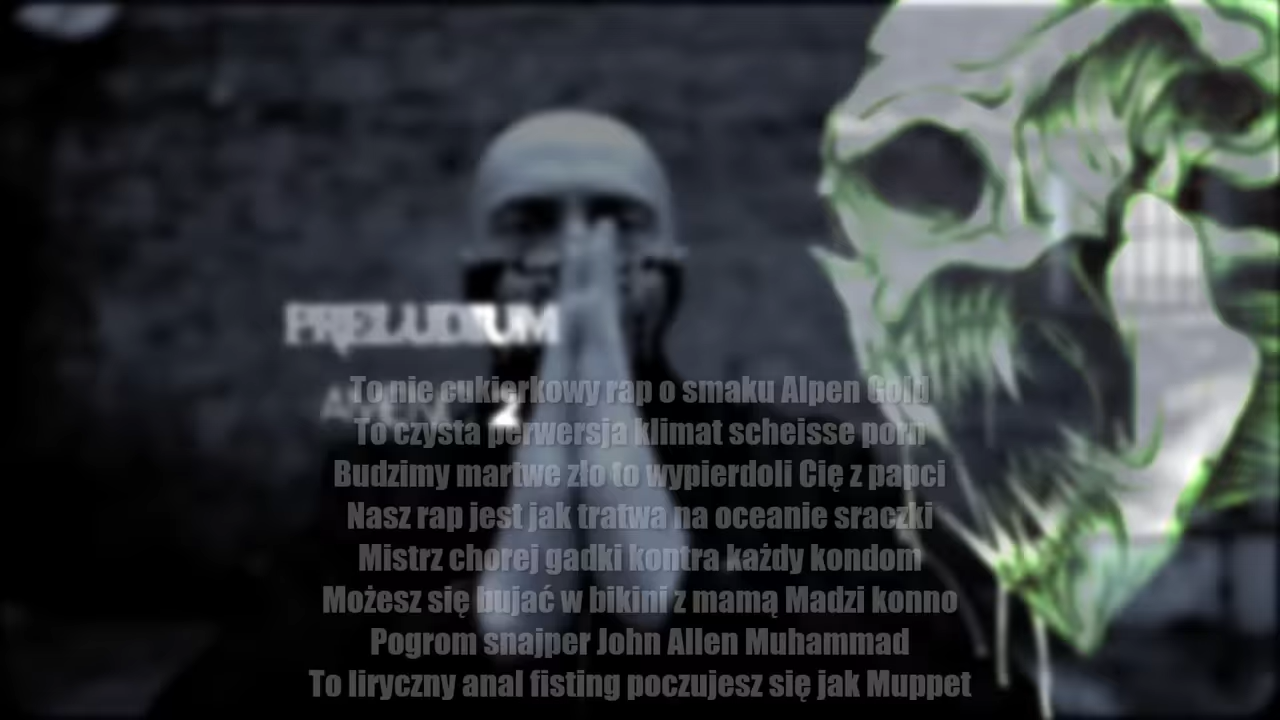 PRELUDIUM
2
To nie cukierkowy rap o smaku Alpen Gold
To czysta perwersja klimat scheisse porn
Budzimy martwe zło to wypierdoli Cię z papci
Nasz rap jest jak tratwa na oceanie sraczki
Mistrz chorej gadki kontra każdy kondom
Możesz się bujać w bikini z mamą Madzi konno
Pogrom snajper John Allen Muhammad
To liryczny anal fisting poczujesz się jak Muppet